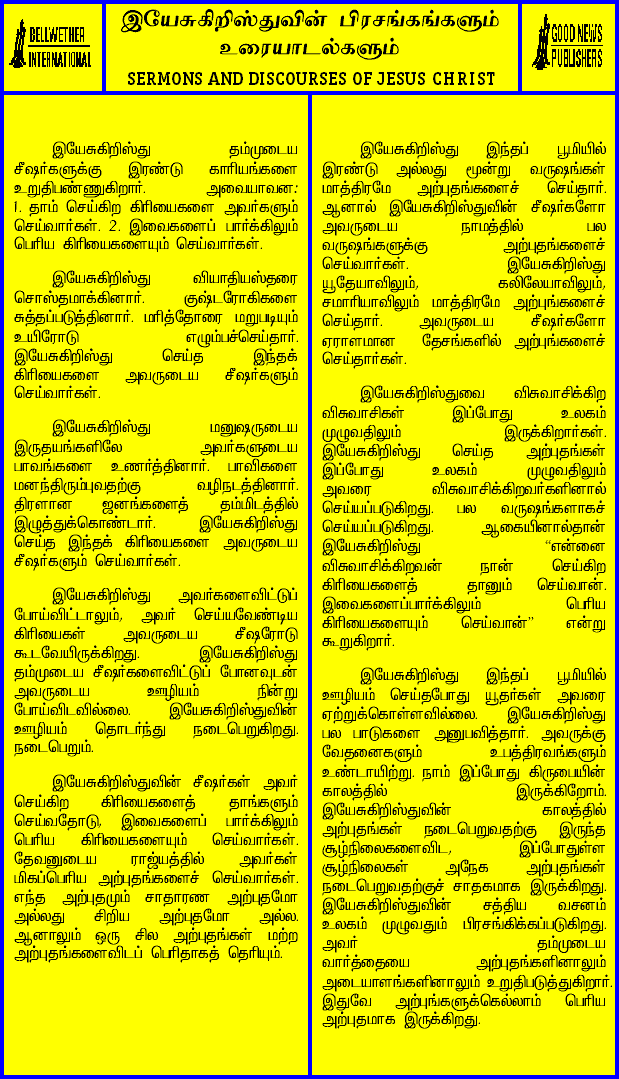 BELLWETHER
INTERNATIONAL
இயேசுகிறிஸ்துவின் பிரசங்கங்களும்
உரையாடல்களும்
SERMONS AND DISCOURSES OF JESUS CHRIST
GOOD NEWS
PUBLISHERS
இயேசுகிறிஸ்து தம்முடைய
சீஷர்களுக்கு இரண்டு காரியங்களை
உறுதிபண்ணுகிறார். அவையாவன:
1. தாம் செய்கிற கிரியைகளை அவர்களும்
செய்வார்கள். 2. இவைகளைப் பார்க்கிலும்
பெரிய கிரியைகளையும் செய்வார்கள்.
இயேசுகிறிஸ்து வியாதியஸ்தரை
சொஸ்தமாக்கினார். குஷ்டரோகிகளை
சுத்தப்படுத்தினார். மரித்தோரை மறுபடியும்
உயிரோடு எழும்பச்செய்தார்.
இயேசுகிறிஸ்து செய்த இந்தக்
கிரியைகளை அவருடைய சீஷர்களும்
செய்வார்கள்.
இயேசுகிறிஸ்து மனுஷருடைய
இருதயங்களிலே அவர்களுடைய
பாவங்களை உணர்த்தினார். பாவிகளை
மனந்திரும்புவதற்கு வழிநடத்தினார்.
திரளான ஜனங்களைத் தம்மிடத்தில்
இழுத்துக்கொண்டார். இயேசுகிறிஸ்து
செய்த இந்தக் கிரியைகளை அவருடைய
சீஷர்களும் செய்வார்கள்.
இயேசுகிறிஸ்து அவர்களைவிட்டுப்
போய்விட்டாலும், அவர் செய்யவேண்டிய
கிரியைகள் அவருடைய சீஷரோடு
கூடவேயிருக்கிறது. இயேசுகிறிஸ்து
தம்முடைய சீஷர்களைவிட்டுப் போனவுடன்
அவருடைய ஊழியம் நின்று
போய்விடவில்லை. இயேசுகிறிஸ்துவின்
ஊழியம் தொடர்ந்து நடைபெறுகிறது.
நடைபெறும்.
இயேசுகிறிஸ்துவின் சீஷர்கள் அவர்
செய்கிற கிரியைகளைத் தாங்களும்
செய்வதோடு, இவைகளைப் பார்க்கிலும்
பெரிய கிரியைகளையும் செய்வார்கள்.
தேவனுடைய ராஜ்யத்தில் அவர்கள்
மிகப்பெரிய அற்புதங்களைச் செய்வார்கள்.
எந்த அற்புதமும் சாதாரண அற்புதமோ
அல்லது சிறிய அற்புதமோ அல்ல.
ஆனாலும் ஒரு சில அற்புதங்கள் மற்ற
அற்புதங்களைவிடப் பெரிதாகத் தெரியும்.
இயேசுகிறிஸ்து இந்தப் பூமியில்
இரண்டு அல்லது மூன்று வருஷங்கள்
மாத்திரமே அற்புதங்களைச் செய்தார்.
ஆனால் இயேசுகிறிஸ்துவின் சீஷர்களோ
அவருடைய நாமத்தில் பல
வருஷங்களுக்கு அற்புதங்களைச்
செய்வார்கள். இயேசுகிறிஸ்து
யூதேயாவிலும், கலிலேயாவிலும்,
சமாரியாவிலும் மாத்திரமே அற்புங்களைச்
செய்தார். அவருடைய சீஷர்களோ
ஏராளமான தேசங்களில் அற்புங்களைச்
செய்தார்கள்.
இயேசுகிறிஸ்துவை விசுவாசிக்கிற
விசுவாசிகள் இப்போது உலகம்
முழுவதிலும் இருக்கிறார்கள்.
இயேசுகிறிஸ்து செய்த அற்புதங்கள்
இப்போது உலகம் முழுவதிலும்
அவரை விசுவாசிக்கிறவர்களினால்
செய்யப்படுகிறது. பல வருஷங்களாகச்
செய்யப்படுகிறது. ஆகையினால்தான்
இயேசுகிறிஸ்து “என்னை
விசுவாசிக்கிறவன் நான் செய்கிற
கிரியைகளைத் தானும் செய்வான்.
இவைகளைப்பார்க்கிலும் பெரிய
கிரியைகளையும் செய்வான்” என்று
கூறுகிறார்.
இயேசுகிறிஸ்து இந்தப் பூமியில்
ஊழியம் செய்தபோது யூதர்கள் அவரை
ஏற்றுக்கொள்ளவில்லை. இயேசுகிறிஸ்து
பல பாடுகளை அனுபவித்தார். அவருக்கு
வேதனைகளும் உபத்திரவங்களும்
உண்டாயிற்று. நாம் இப்போது கிருபையின்
காலத்தில் இருக்கிறோம்.
இயேசுகிறிஸ்துவின் காலத்தில்
அற்புதங்கள் நடைபெறுவதற்கு இருந்த
சூழ்நிலைகளைவிட, இப்போதுள்ள
சூழ்நிலைகள் அநேக அற்புதங்கள்
நடைபெறுவதற்குச் சாதகமாக இருக்கிறது.
இயேசுகிறிஸ்துவின் சத்திய வசனம்
உலகம் முழுவதும் பிரசங்கிக்கப்படுகிறது.
அவர் தம்முடைய
வார்த்தையை அற்புதங்களினாலும்
அடையாளங்களினாலும் உறுதிபடுத்துகிறார்.
இதுவே அற்புங்களுக்கெல்லாம் பெரிய
அற்புதமாக இருக்கிறது.